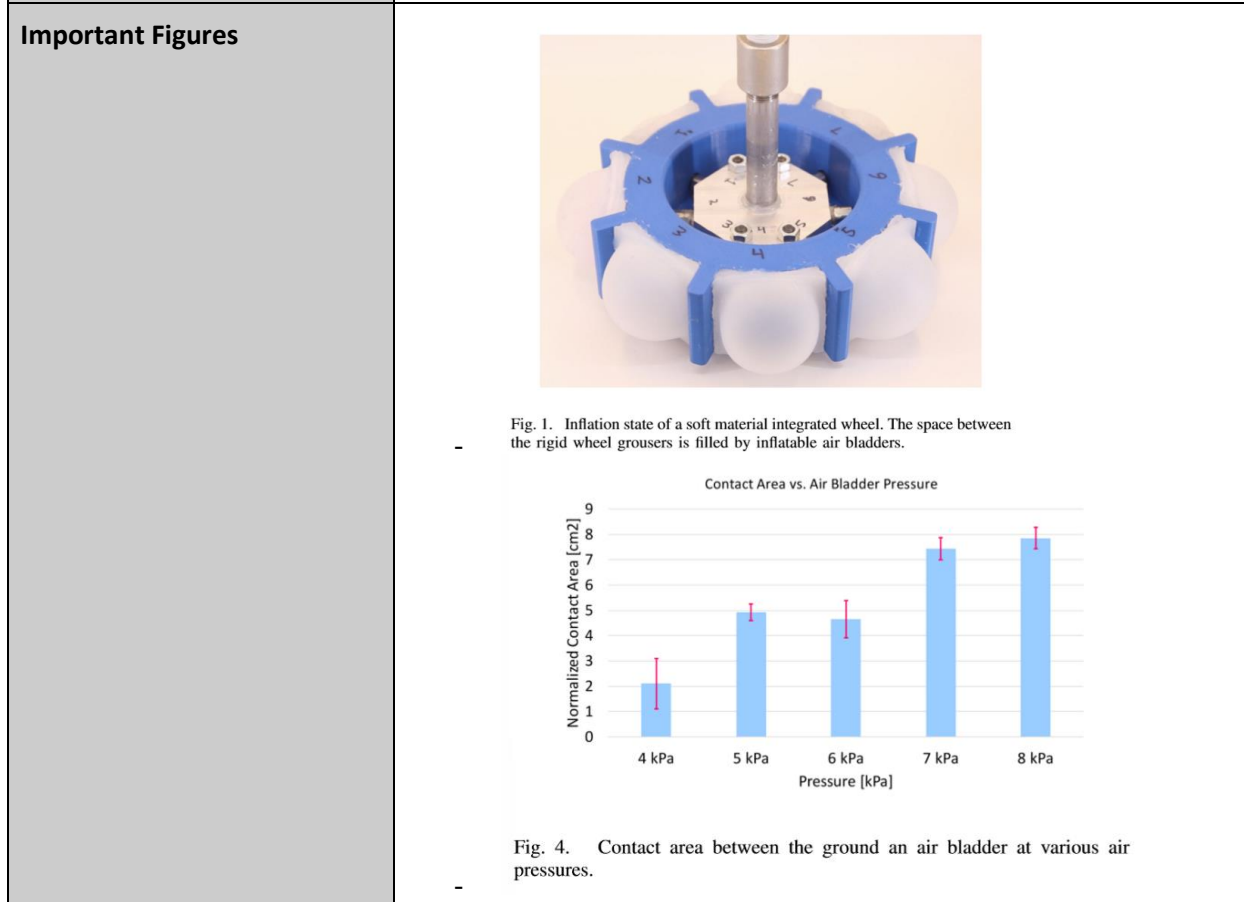 Important Figures
Fig. 1. Inflation state of a soft material integrated wheel. The space between
- the rigid wheel grousers is filled by inflatable air bladders.
Contact Area vs. Air Bladder Pressure
Normalized Contact Area [cm2]
9
8
7
6
5
4
3
2
1
0
4 kPa 5 kPa 6 kPa 7 kPa 8 kPa
Pressure [kPa]
Fig. 4. Contact area between the ground an air bladder at various air
pressures.
-